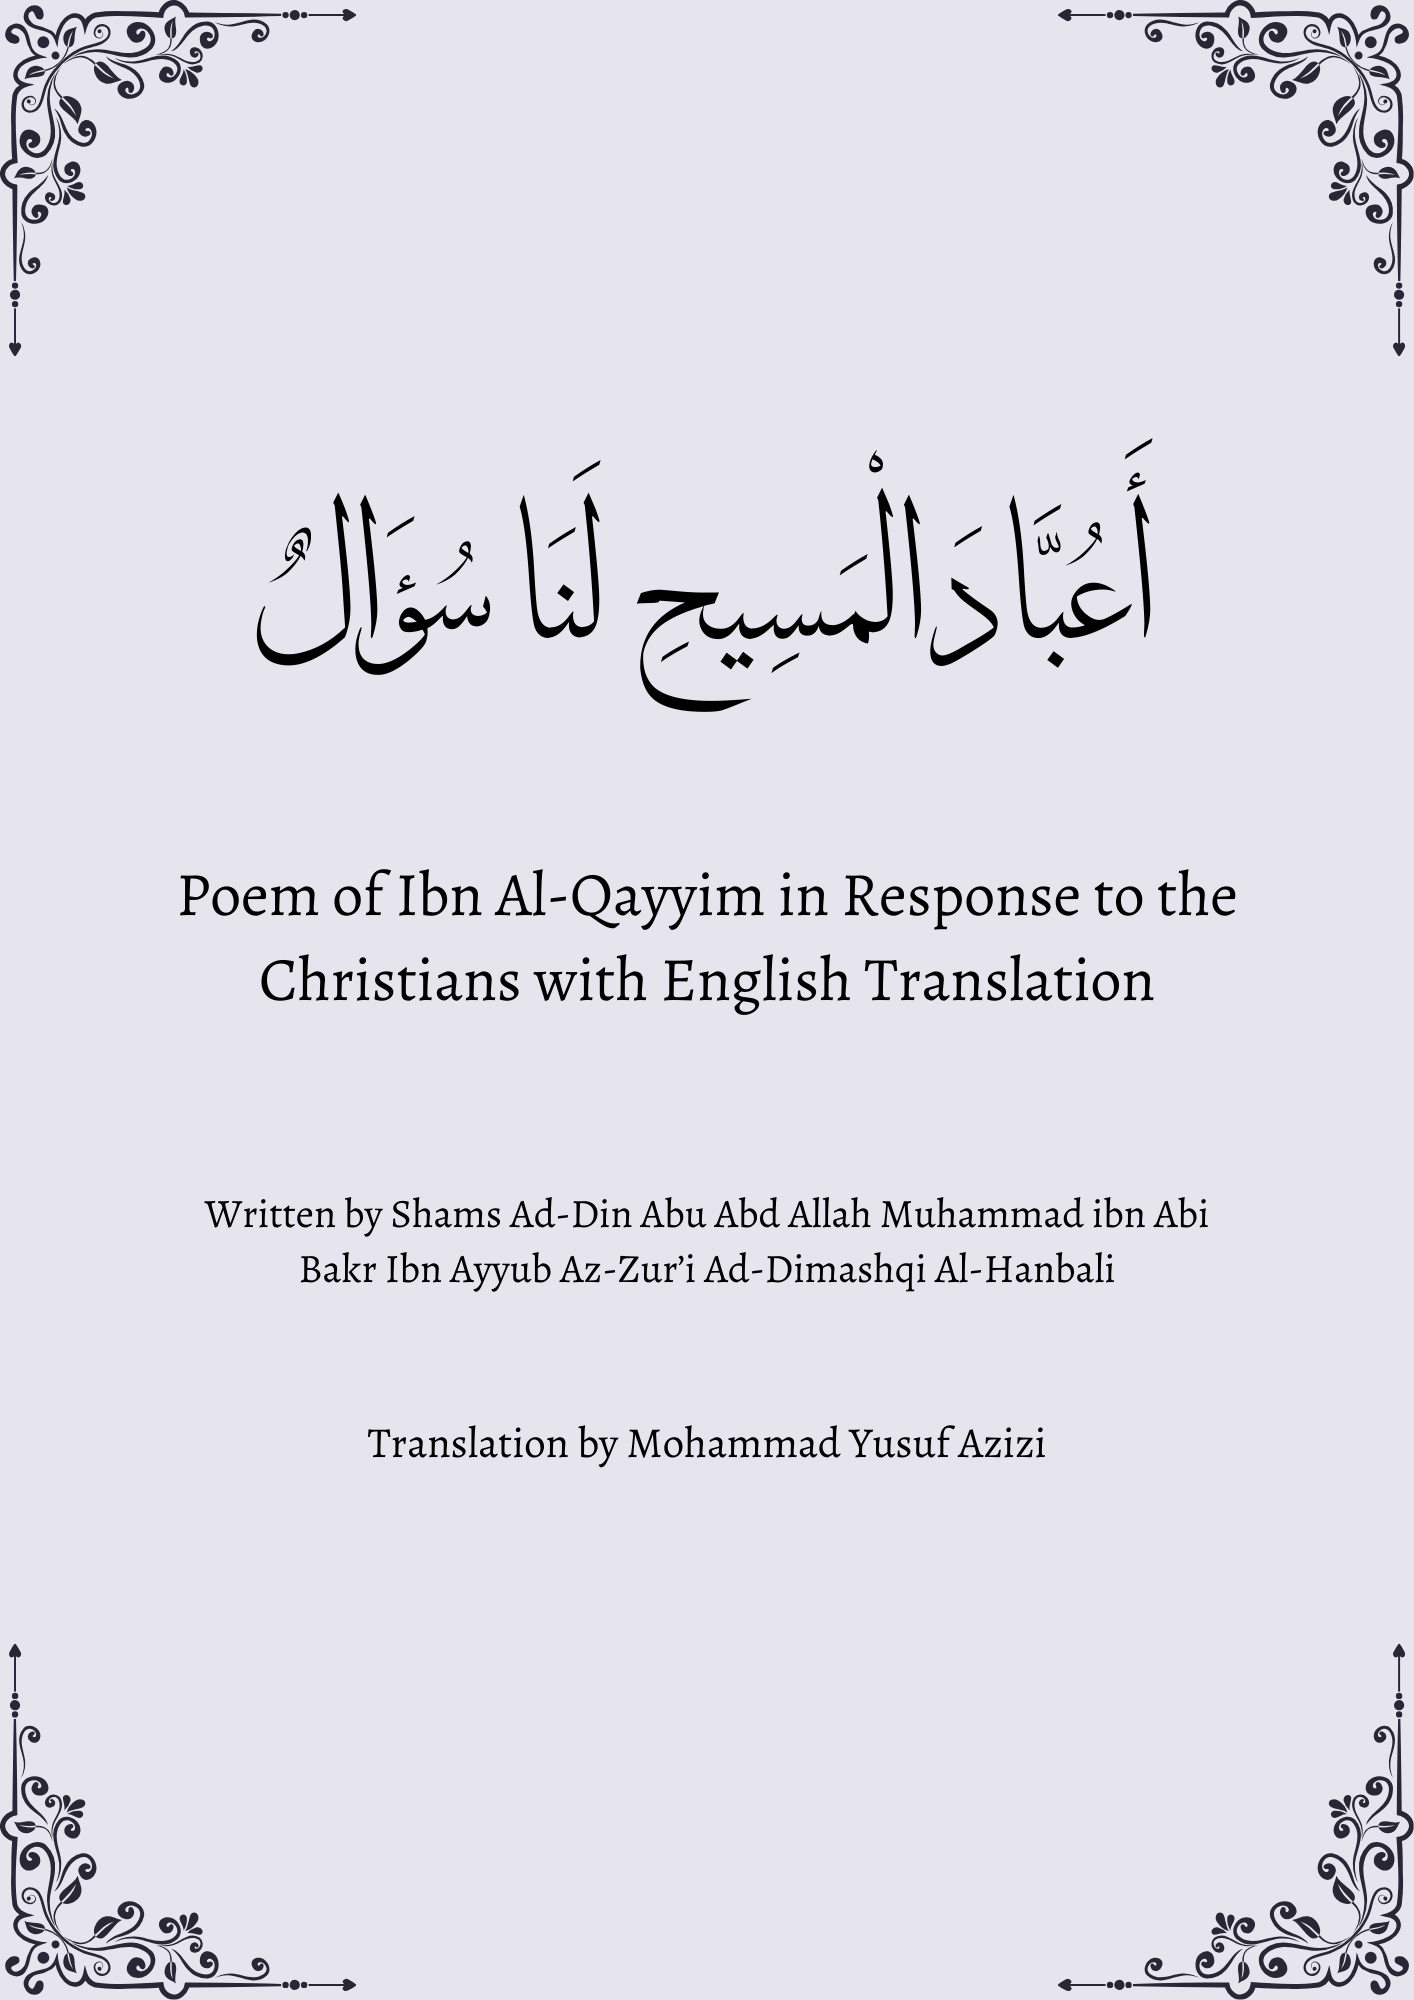 أَعُبَّادَ الْمَسِيحِ لَنَا سُؤَالٌ
Poem of Ibn Al-Qayyim in Response to the
Christians with English Translation
Written by Shams Ad-Din Abu Abd Allah Muhammad ibn Abi
Bakr Ibn Ayyub Az-Zur’i Ad-Dimashqi Al-Hanbali
Translation by Mohammad Yusuf Azizi